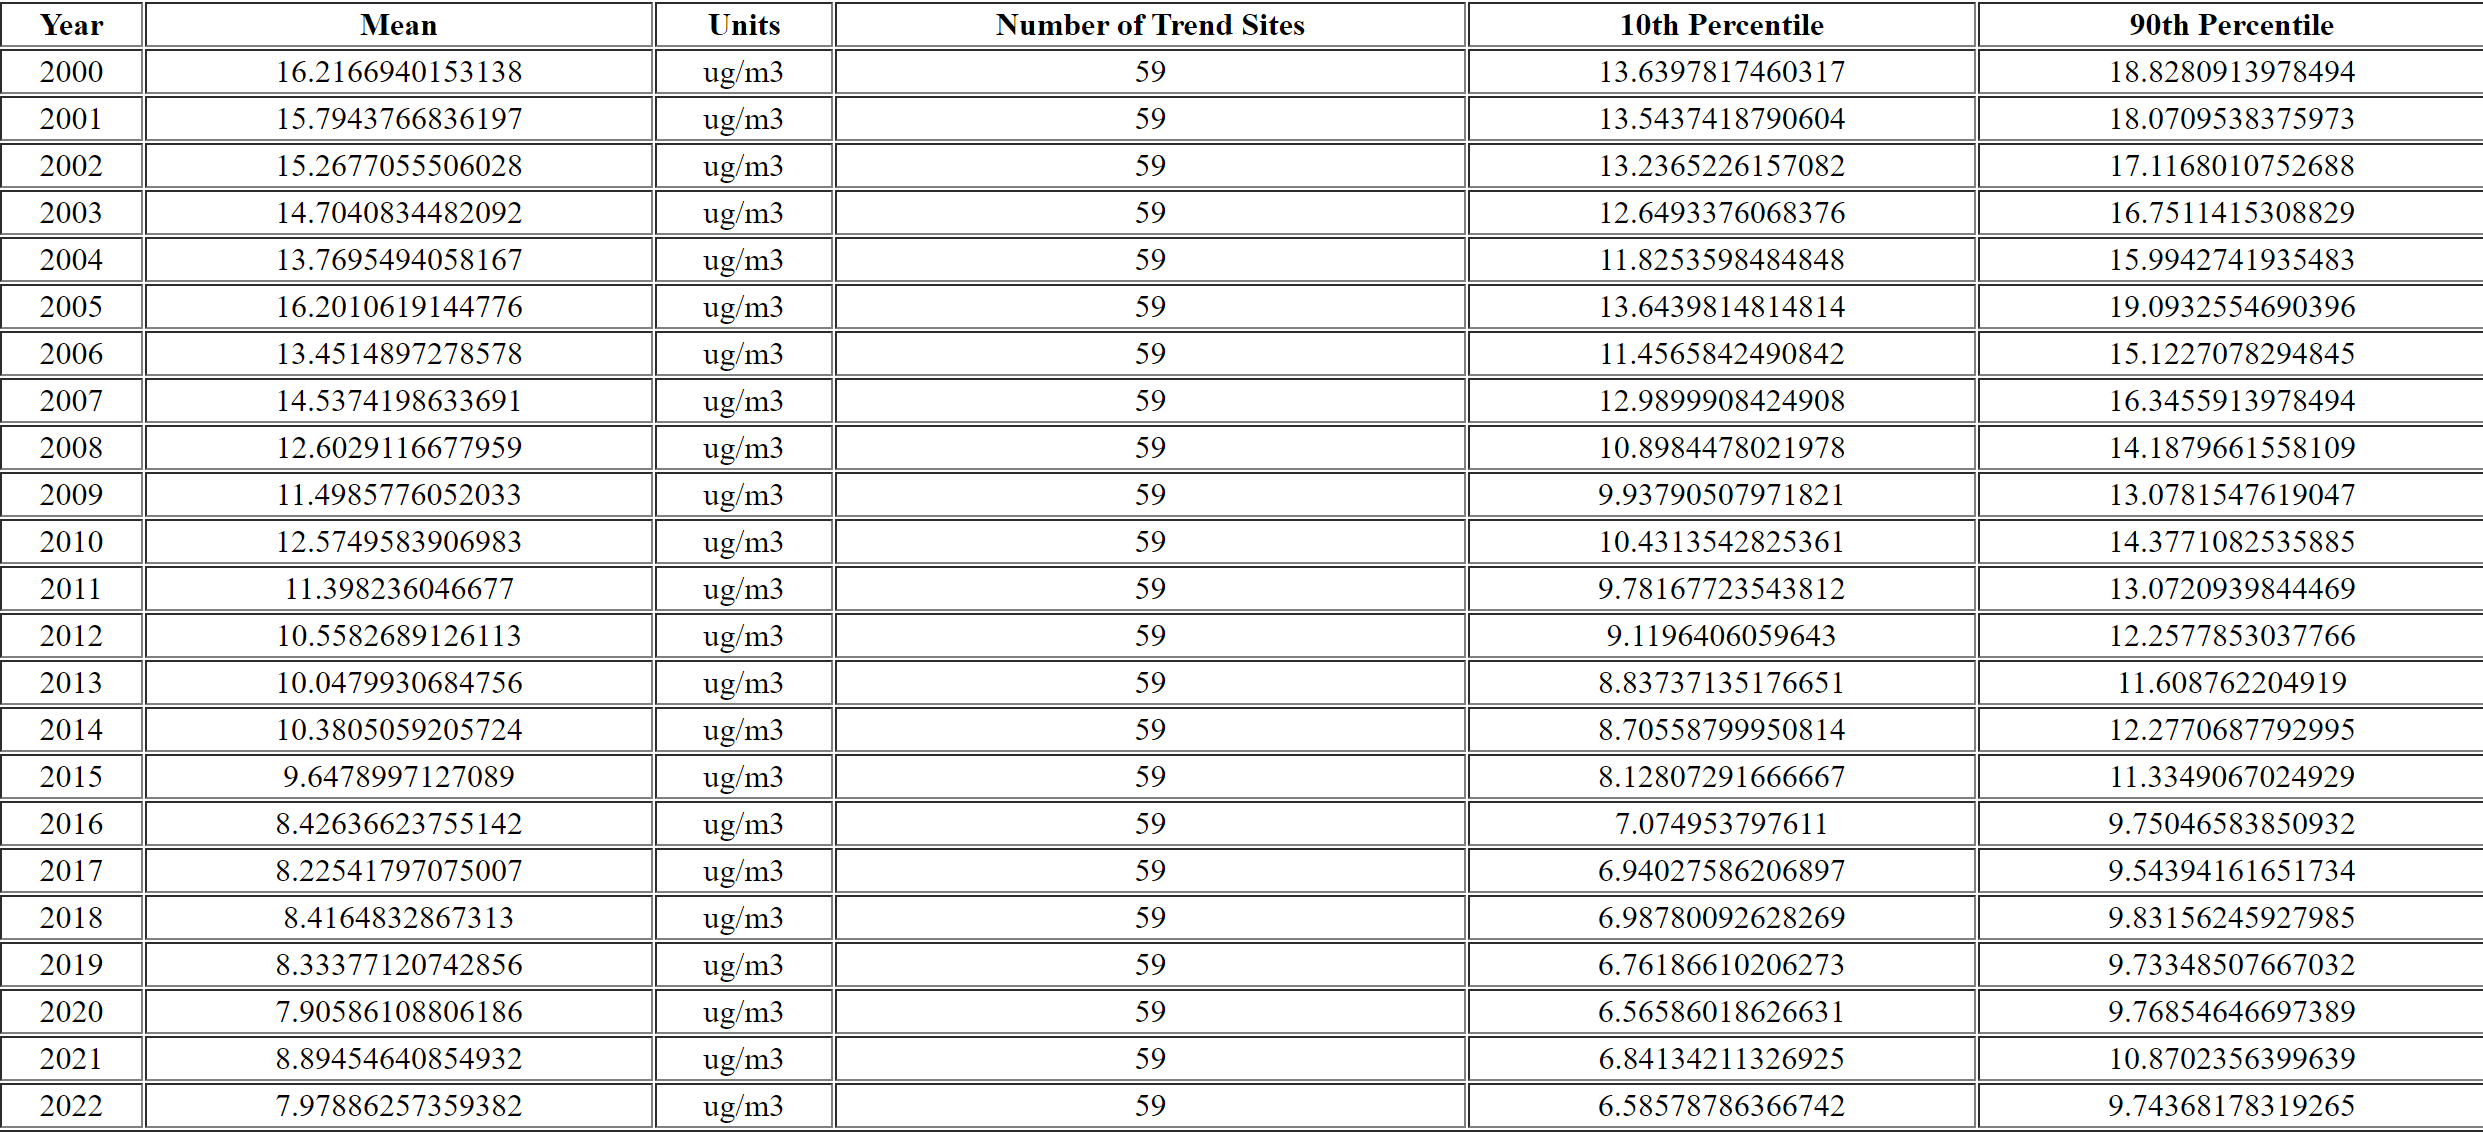 Year Mean Units Number of Trend Sites 10th Percentile 90th Percentile
2000 16.2166940153138 ug/m3 59 13.6397817460317 18.8280913978494
2001 15.7943766836197 ug/m3 59 13.5437418790604 18.0709538375973
2002 15.2677055506028 ug/m3 59 13.2365226157082 17.1168010752688
2003 14.7040834482092 ug/m3 59 12.6493376068376 16.7511415308829
2004 13.7695494058167 ug/m3 59 11.8253598484848 15.9942741935483
2005 16.2010619144776 ug/m3 59 13.6439814814814 19.0932554690396
2006 13.4514897278578 ug/m3 59 11.4565842490842 15.1227078294845
2007 14.5374198633691 ug/m3 59 12.9899908424908 16.3455913978494
2008 12.6029116677959 ug/m3 59 10.8984478021978 14.1879661558109
2009 11.4985776052033 ug/m3 59 9.93790507971821 13.0781547619047
2010 12.5749583906983 ug/m3 59 10.4313542825361 14.3771082535885
2011 11.398236046677 ug/m3 59 9.78167723543812 13.0720939844469
2012 10.5582689126113 ug/m3 59 9.1196406059643 12.2577853037766
2013 10.0479930684756 ug/m3 59 8.83737135176651 11.608762204919
2014 10.3805059205724 ug/m3 59 8.70558799950814 12.2770687792995
2015 9.6478997127089 ug/m3 59 8.12807291666667 11.3349067024929
2016 8.42636623755142 ug/m3 59 7.074953797611 9.75046583850932
2017 8.22541797075007 ug/m3 59 6.94027586206897 9.54394161651734
2018 8.4164832867313 ug/m3 59 6.98780092628269 9.83156245927985
2019 8.33377120742856 ug/m3 59 6.76186610206273 9.73348507667032
2020 7.90586108806186 ug/m3 59 6.56586018626631 9.76854646697389
2021 8.89454640854932 ug/m3 59 6.84134211326925 10.8702356399639
2022 7.97886257359382 ug/m3 59 6.58578786366742 9.74368178319265